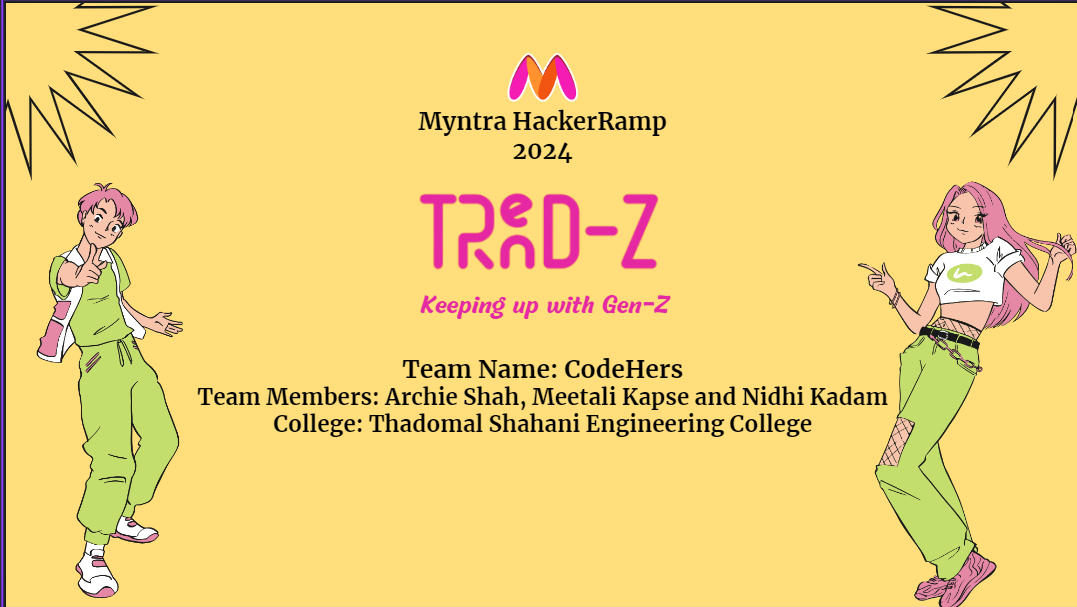 Myntra HackerRamp
2024
TRenD-Z
Keeping up with Gen-Z
Team Name: CodeHers
Team Members: Archie Shah, Meetali Kapse and Nidhi Kadam
College: Thadomal Shahani Engineering College